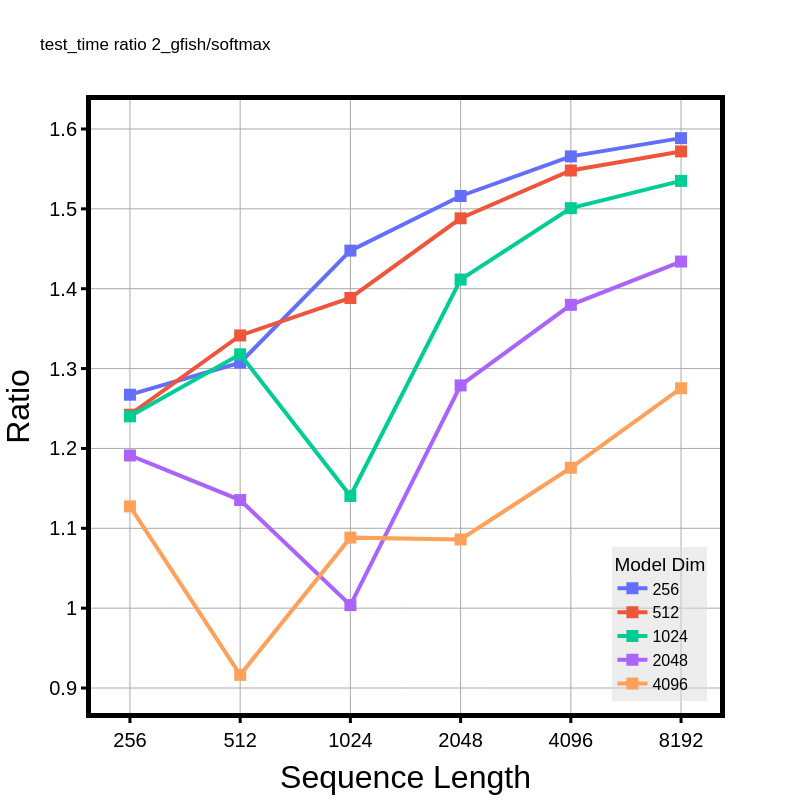 test_time ratio 2_gfish/softmax
1.6
1.5
1.4
1.3
1.2
1.1
1
0.9
Ratio
256 512 1024 2048 4096 8192
Sequence Length
Model Dim
256
512
1024
2048
4096